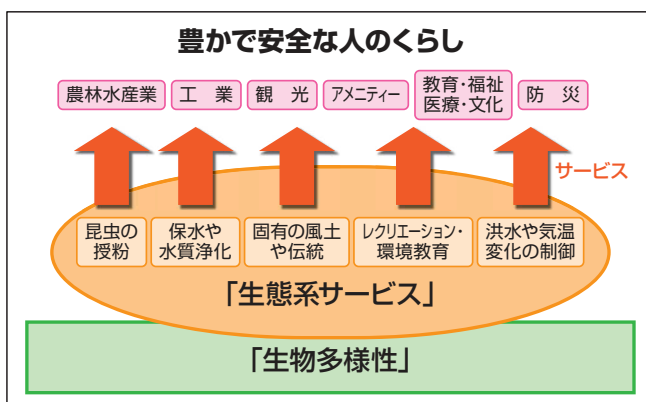 豊かで安全な人のくらし
農林水産業
工 業
観 光
アメニティー
教育・福祉
医療・文化
防 災
サービス
昆虫の
授粉
保水や
水質浄化
固有の風土
や伝統
レクリエーション・
環境教育
洪水や気温
変化の制御
「生態系サービス」
「生物多様性」